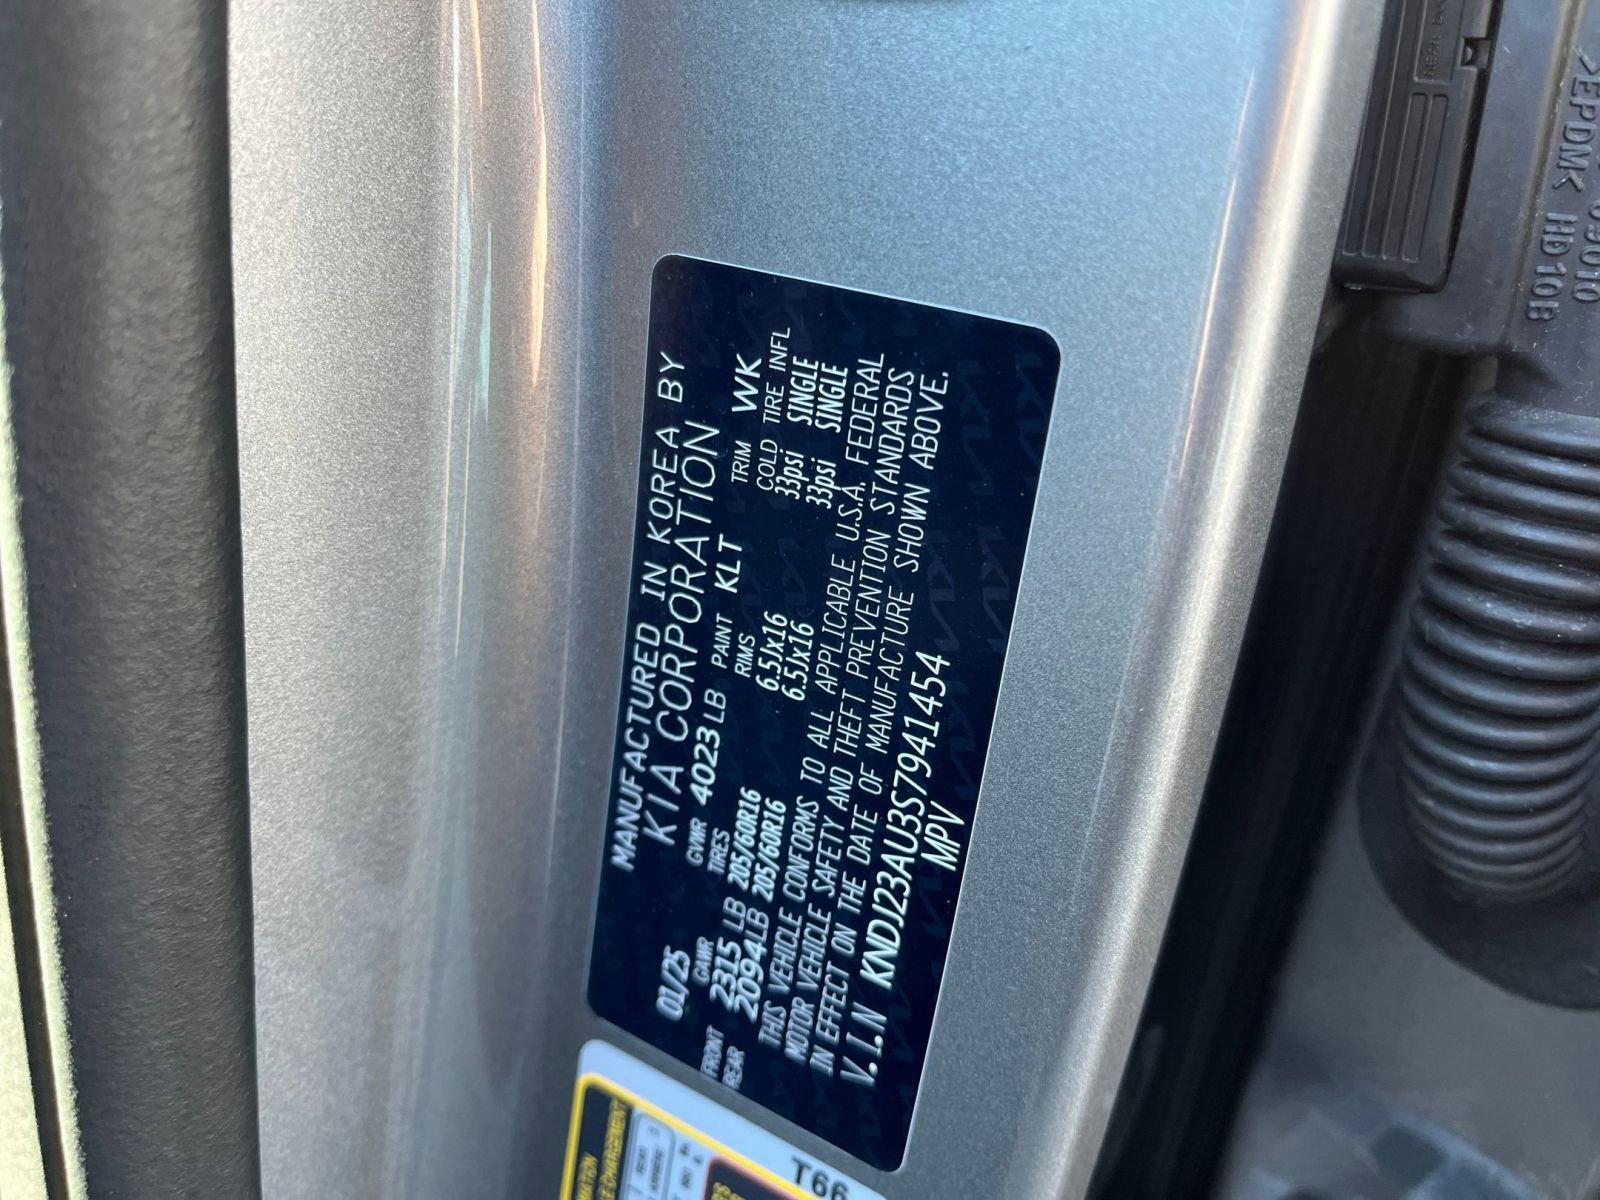 MANUFACTURED IN KOREA BY
KIA CORPORATION
01/25 GVWR 4023 LB PAINT KLT TRIM WK
GAWR TIRES RIMS COLD TIRE INFL
FRONT 2315 LB 205/60R16 6.5Jx16 33psi SINGLE
REAR 2094LB 205/60R16 6.5Jx16 33psi SINGLE
THIS VEHICLE CONFORMS TO ALL APPLICABLE U.S.A. FEDERAL
MOTOR VEHICLE SAFETY AND THEFT PREVENTION STANDARDS
IN EFFECT ON THE DATE OF MANUFACTURE SHOWN ABOVE.
V.I.N KNDJ23AU3S7941454
MPV
T66
09010
>EPDM< HD10B